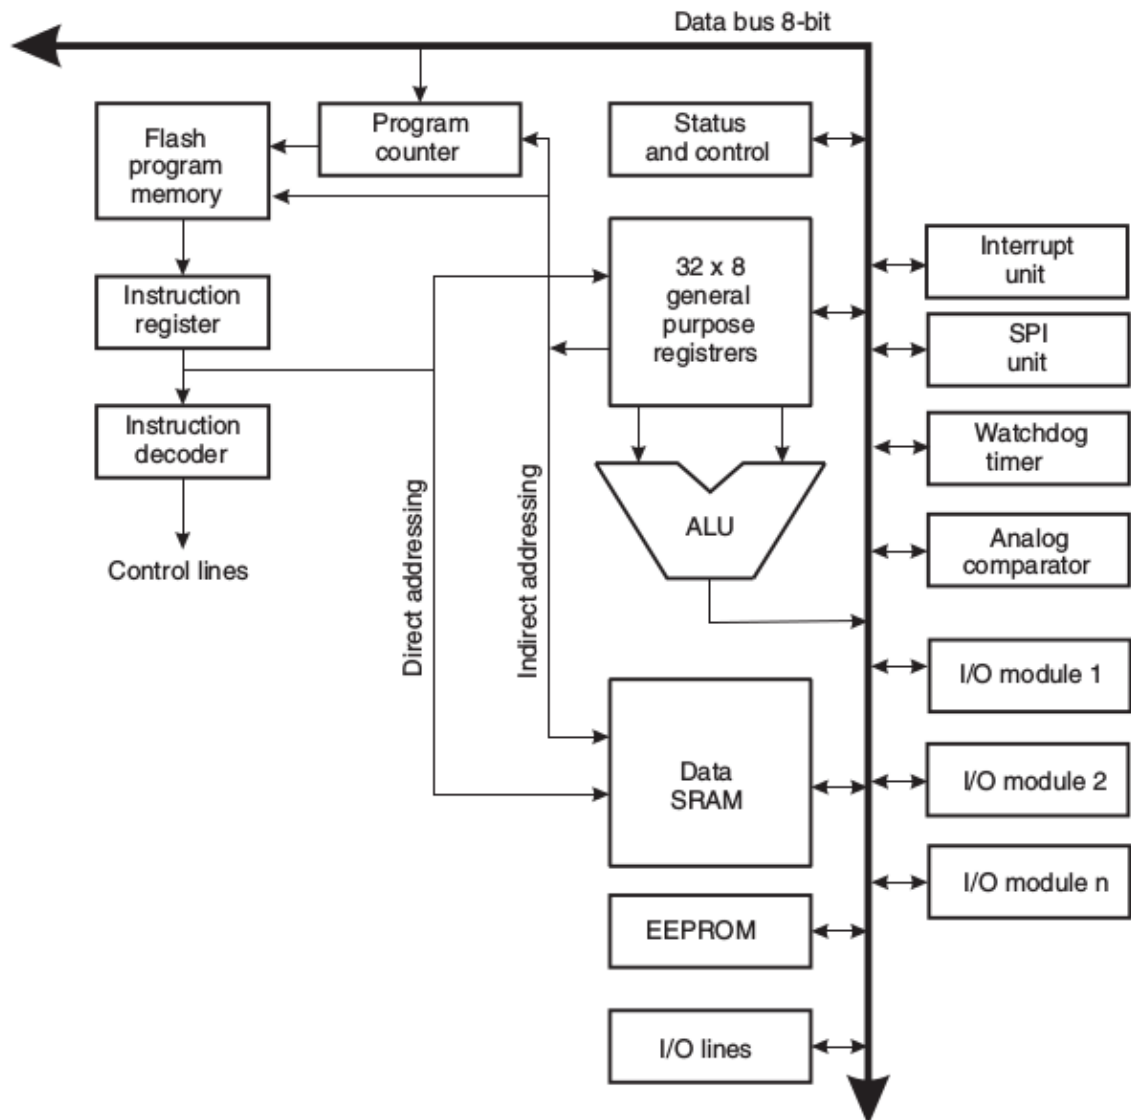 Data bus 8-bit
Program
counter
Flash
program
memory
Status
and control
Instruction
register
32 x 8
general
purpose
registrers
Interrupt
unit
SPI
unit
Instruction
decoder
Watchdog
timer
ALU
Analog
comparator
Control lines
Direct addressing
Indirect addressing
I/O module 1
Data
SRAM
I/O module 2
I/O module n
EEPROM
I/O lines